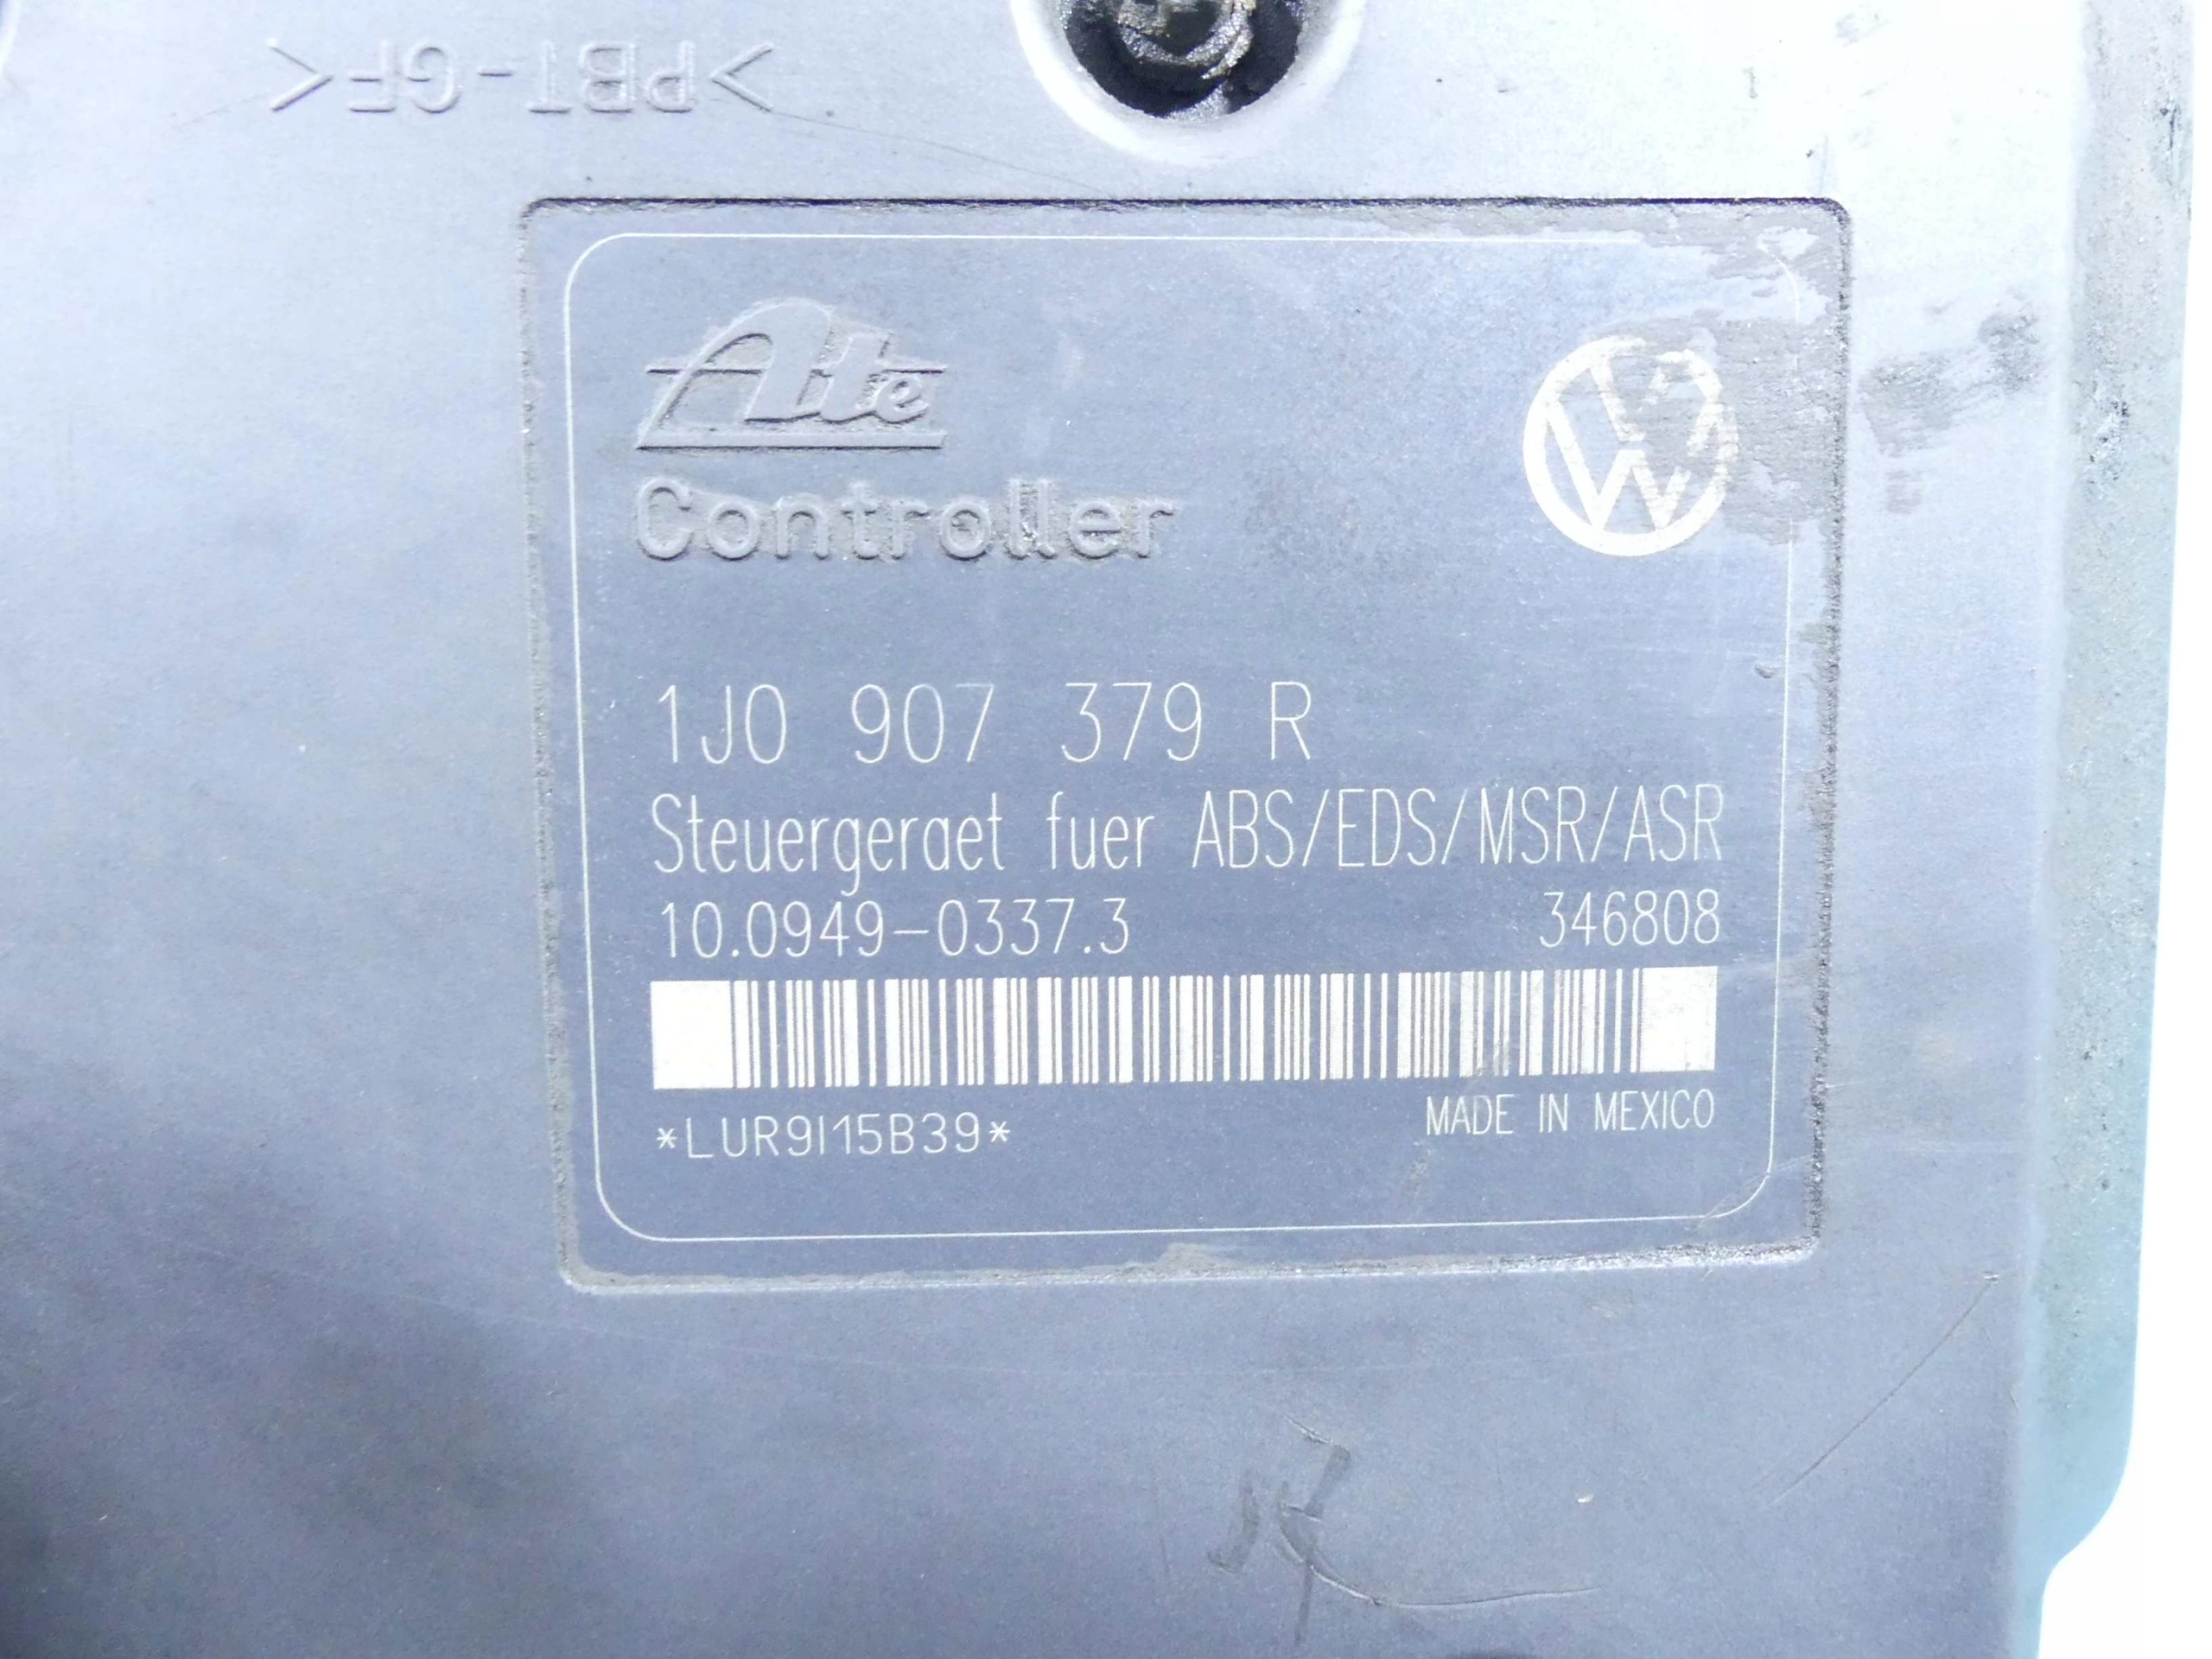 >PBT-GF<
Ate
Controller
1J0 907 379 R
Steuergeraet fuer ABS/EDS/MSR/ASR
10.0949-0337.3 346808
*LUR9I15B39*
MADE IN MEXICO